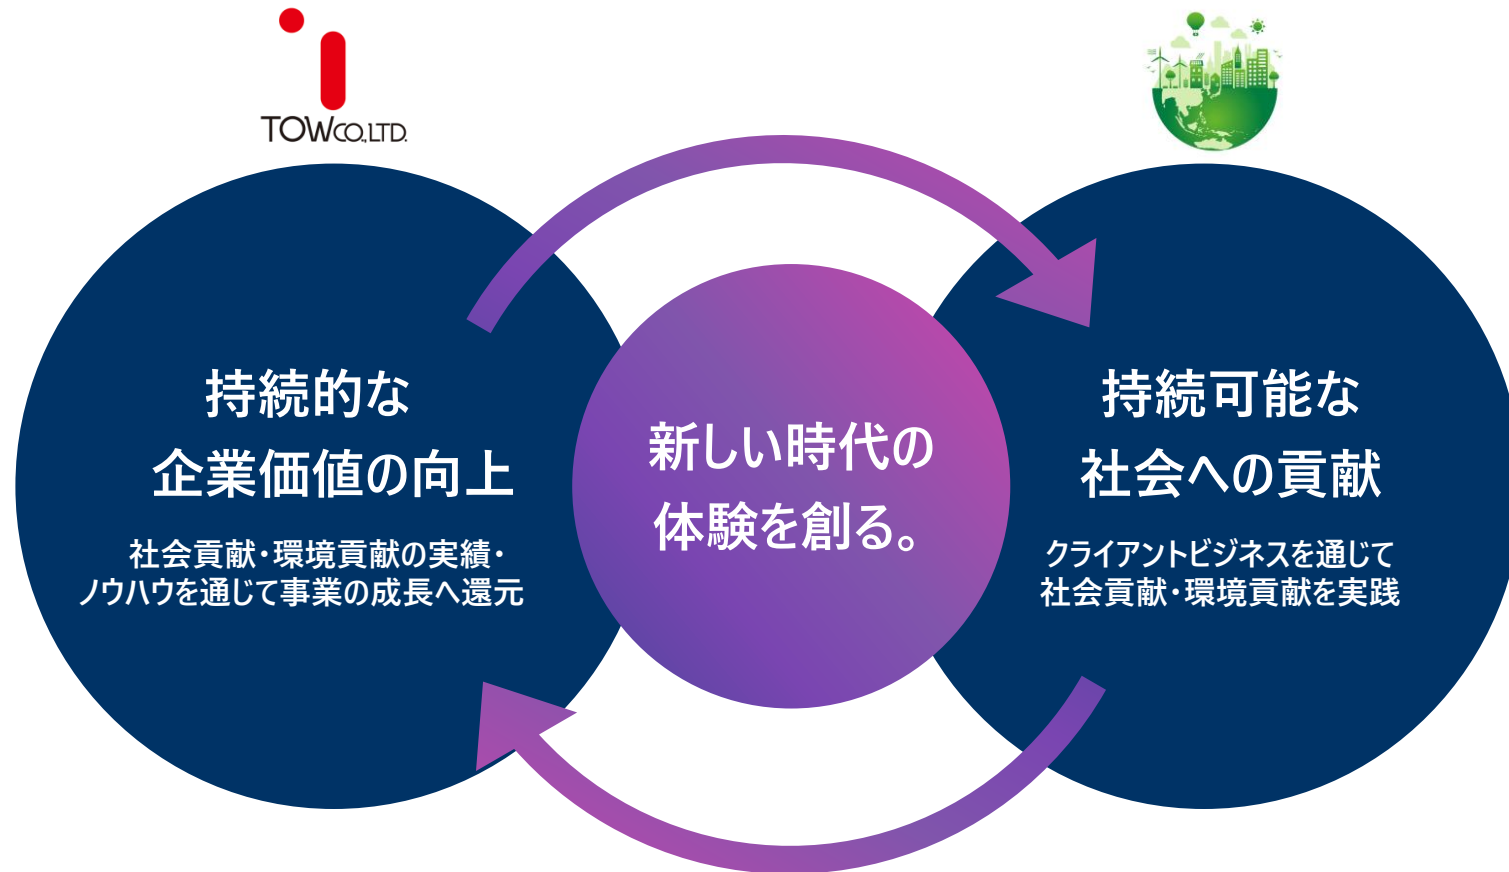 TOW CO.,LTD.
持続的な
企業価値の向上
社会貢献・環境貢献の実績・
ノウハウを通じて事業の成長へ還元
新しい時代の
体験を創る。
持続可能な
社会への貢献
クライアントビジネスを通じて
社会貢献・環境貢献を実践